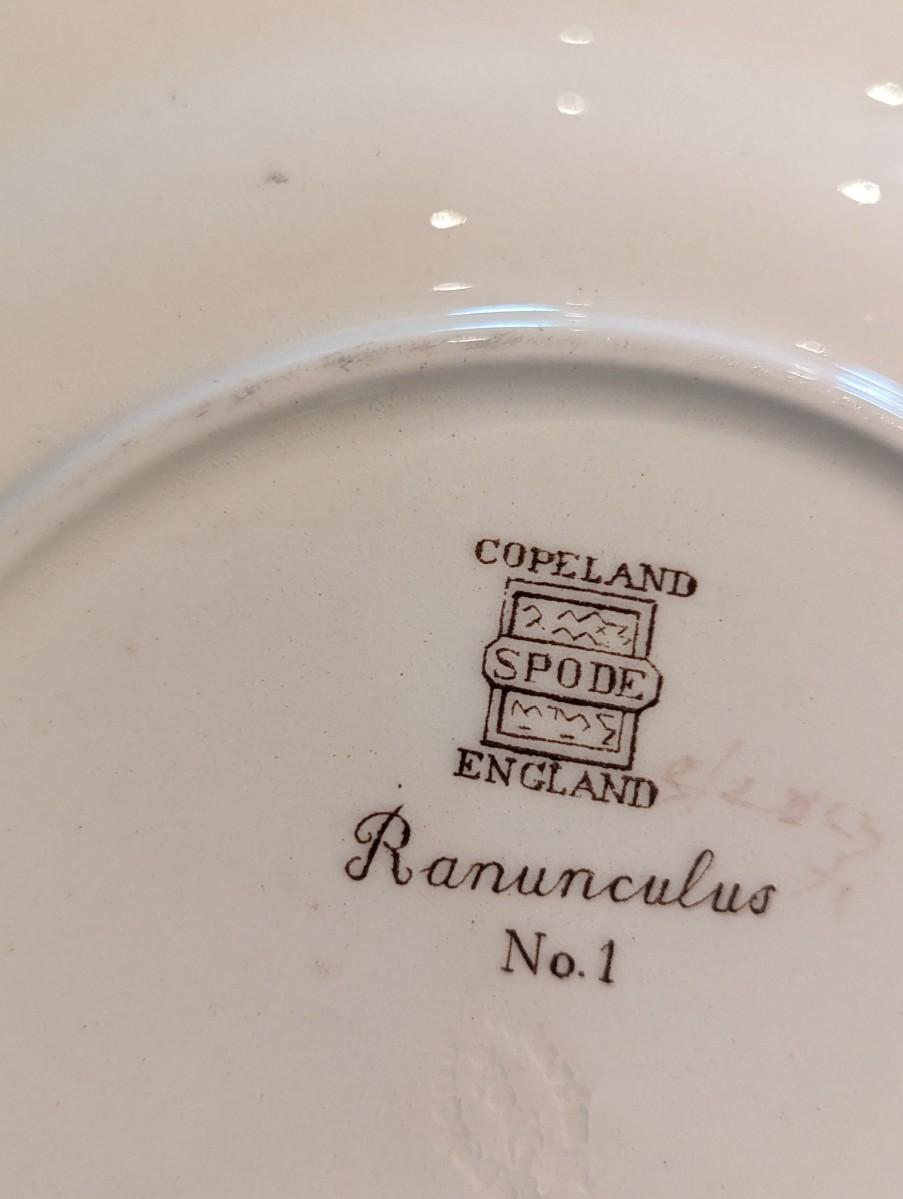 COPELAND
SPODE
ENGLAND
Ranunculus
No. 1